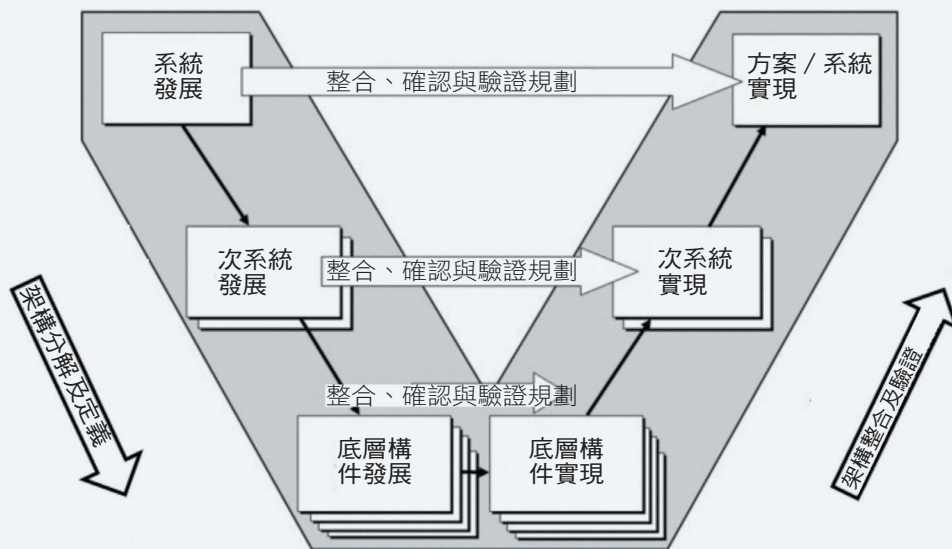 系統
發展
整合、確認與驗證規劃
方案 / 系統
實現
次系統
發展
整合、確認與驗證規劃
次系統
實現
架構分解及定義
架構整合及驗證
整合、確認與驗證規劃
底層構
件發展
底層構
件實現